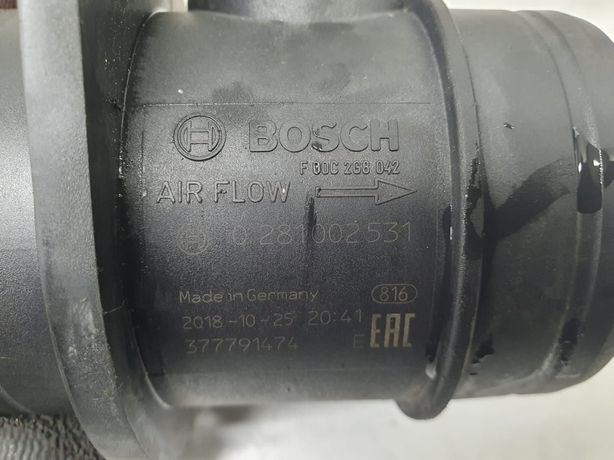 BOSCH
F 00C 2G8 042
AIR FLOW
0 281 002 531
Made in Germany
816
2018-10-25 20:41
377791474 E EAC